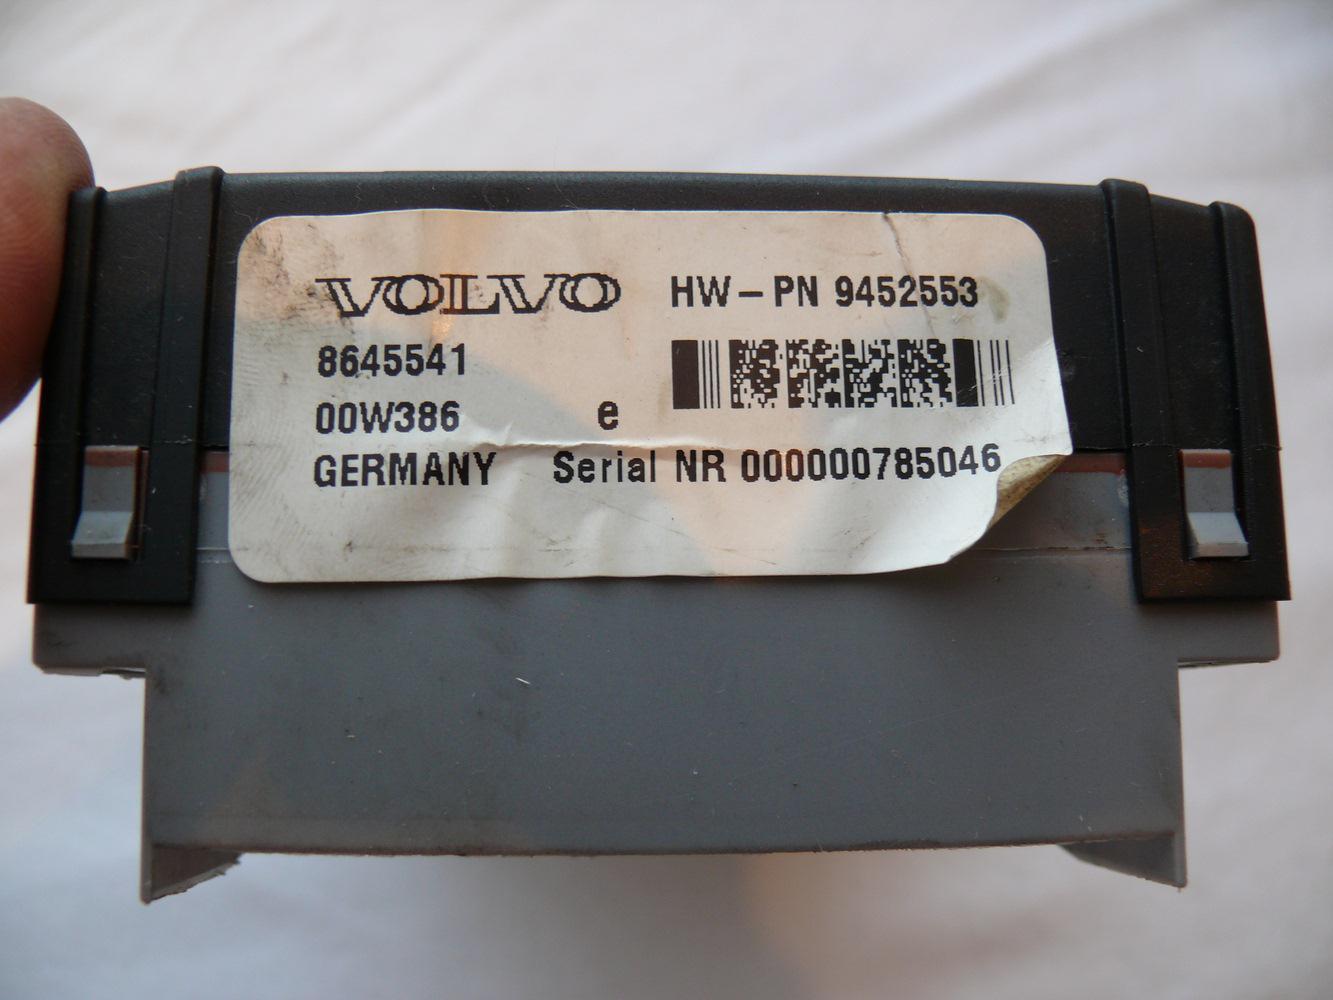 VOLVO HW-PN 9452553
8645541
00W386 e
GERMANY Serial NR 000000785046